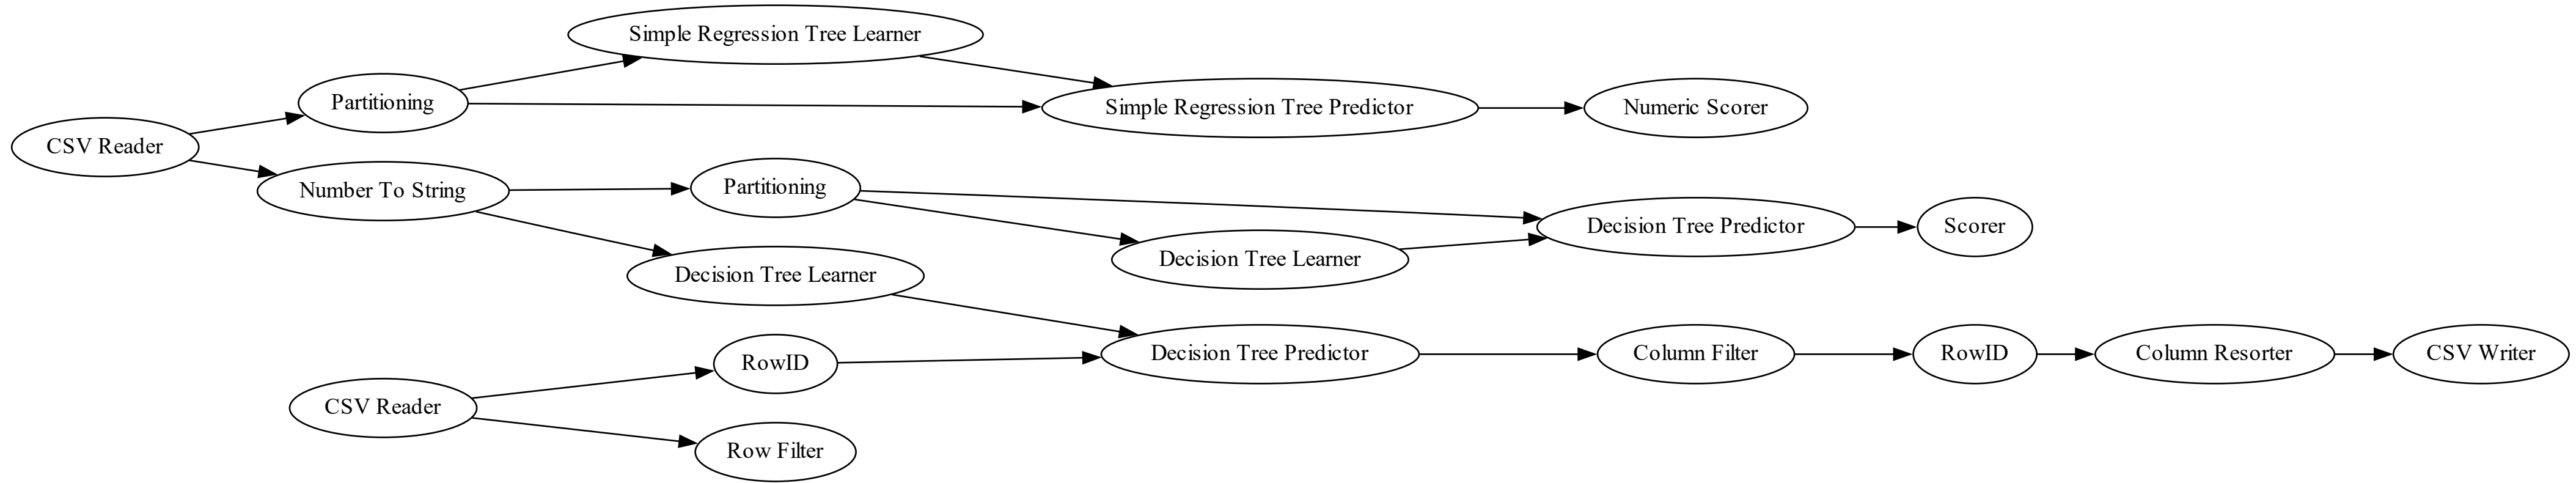 Simple Regression Tree Learner
Partitioning
Simple Regression Tree Predictor
Numeric Scorer
CSV Reader
Number To String
Partitioning
Decision Tree Predictor
Scorer
Decision Tree Learner
Decision Tree Learner
Decision Tree Predictor
Column Filter
RowID
Column Resorter
CSV Writer
RowID
CSV Reader
Row Filter